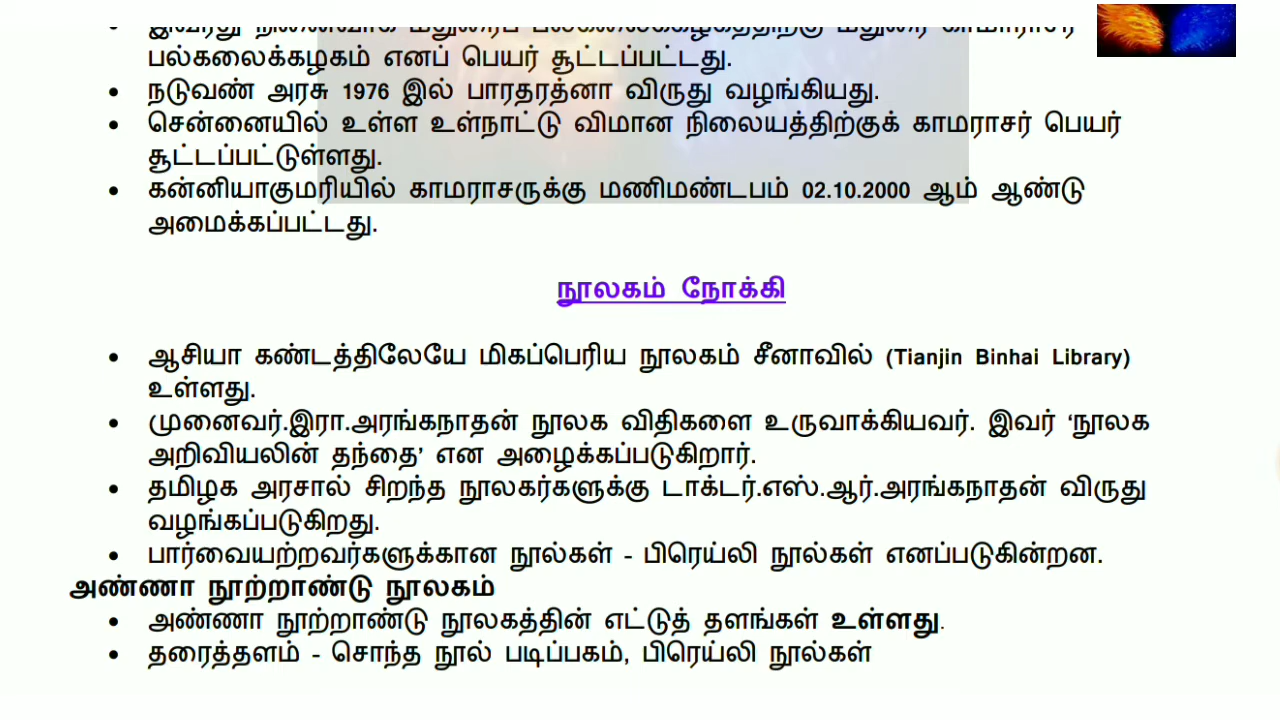 பல்கலைக்கழகம் எனப் பெயர் சூட்டப்பட்டது.
• நடுவண் அரசு 1976 இல் பாரதரத்னா விருது வழங்கியது.
• சென்னையில் உள்ள உள்நாட்டு விமான நிலையத்திற்குக் காமராசர் பெயர்
சூட்டப்பட்டுள்ளது.
• கன்னியாகுமரியில் காமராசருக்கு மணிமண்டபம் 02.10.2000 ஆம் ஆண்டு
அமைக்கப்பட்டது.
நூலகம் நோக்கி
• ஆசியா கண்டத்திலேயே மிகப்பெரிய நூலகம் சீனாவில் (Tianjin Binhai Library)
உள்ளது.
• முனைவர்.இரா.அரங்கநாதன் நூலக விதிகளை உருவாக்கியவர். இவர் ‘நூலக
அறிவியலின் தந்தை’ என அழைக்கப்படுகிறார்.
• தமிழக அரசால் சிறந்த நூலகர்களுக்கு டாக்டர்.எஸ்.ஆர்.அரங்கநாதன் விருது
வழங்கப்படுகிறது.
• பார்வையற்றவர்களுக்கான நூல்கள் - பிரெய்லி நூல்கள் எனப்படுகின்றன.
அண்ணா நூற்றாண்டு நூலகம்
• அண்ணா நூற்றாண்டு நூலகத்தின் எட்டுத் தளங்கள் உள்ளது.
• தரைத்தளம் - சொந்த நூல் படிப்பகம், பிரெய்லி நூல்கள்